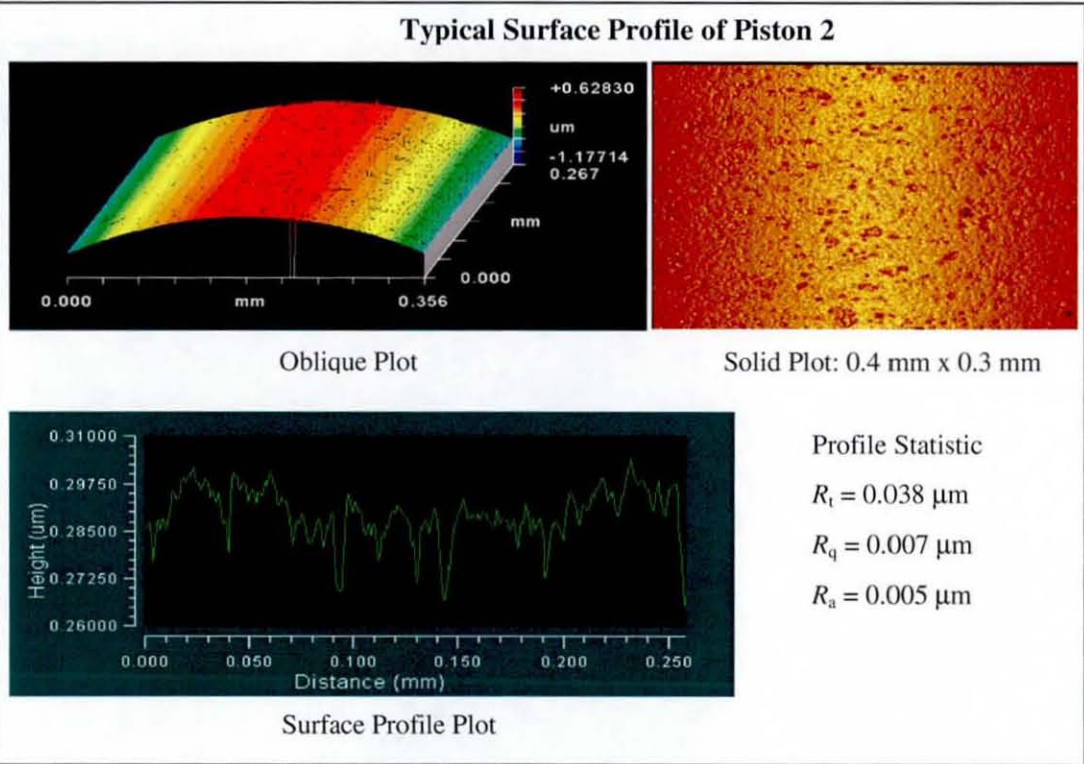 Typical Surface Profile of Piston 2
+0.62830
um
-1.17714
0.267
mm
0.000
0.000 mm 0.356
Oblique Plot
Solid Plot: 0.4 mm x 0.3 mm
0.31000
0.29750
0.28500
0.27250
0.26000
Height (um)
0.000 0.050 0.100 0.150 0.200 0.250
Distance (mm)
Surface Profile Plot
Profile Statistic
Rt = 0.038 μm
Rq = 0.007 μm
Ra = 0.005 μm